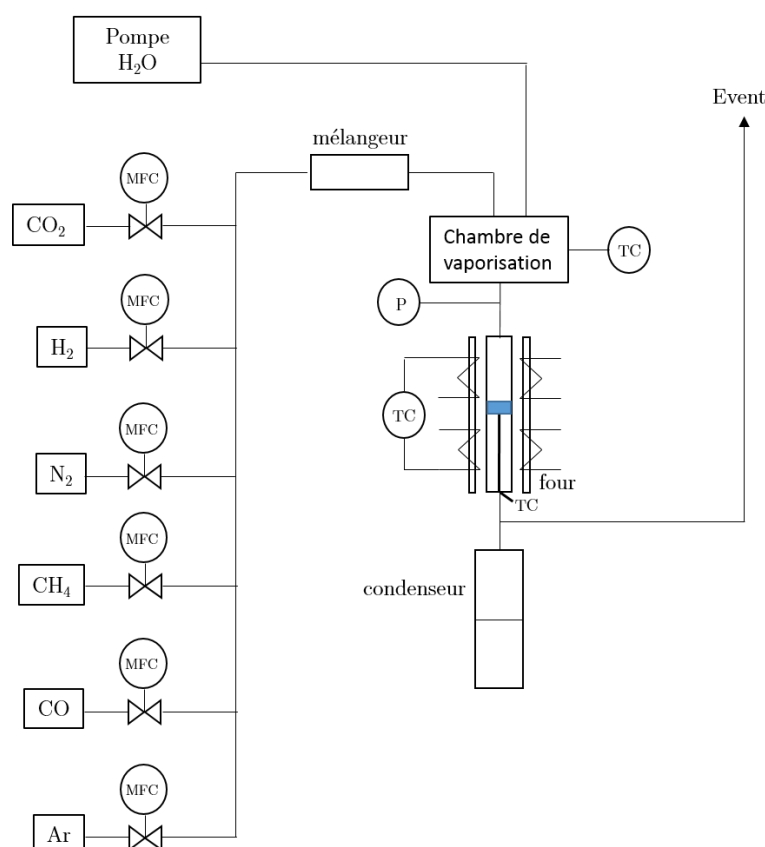 Pompe
H₂O
Event
mélangeur
MFC
CO₂
Chambre de
vaporisation
TC
MFC
P
H₂
TC
MFC
N₂
four
TC
MFC
CH₄
condenseur
MFC
CO
MFC
Ar